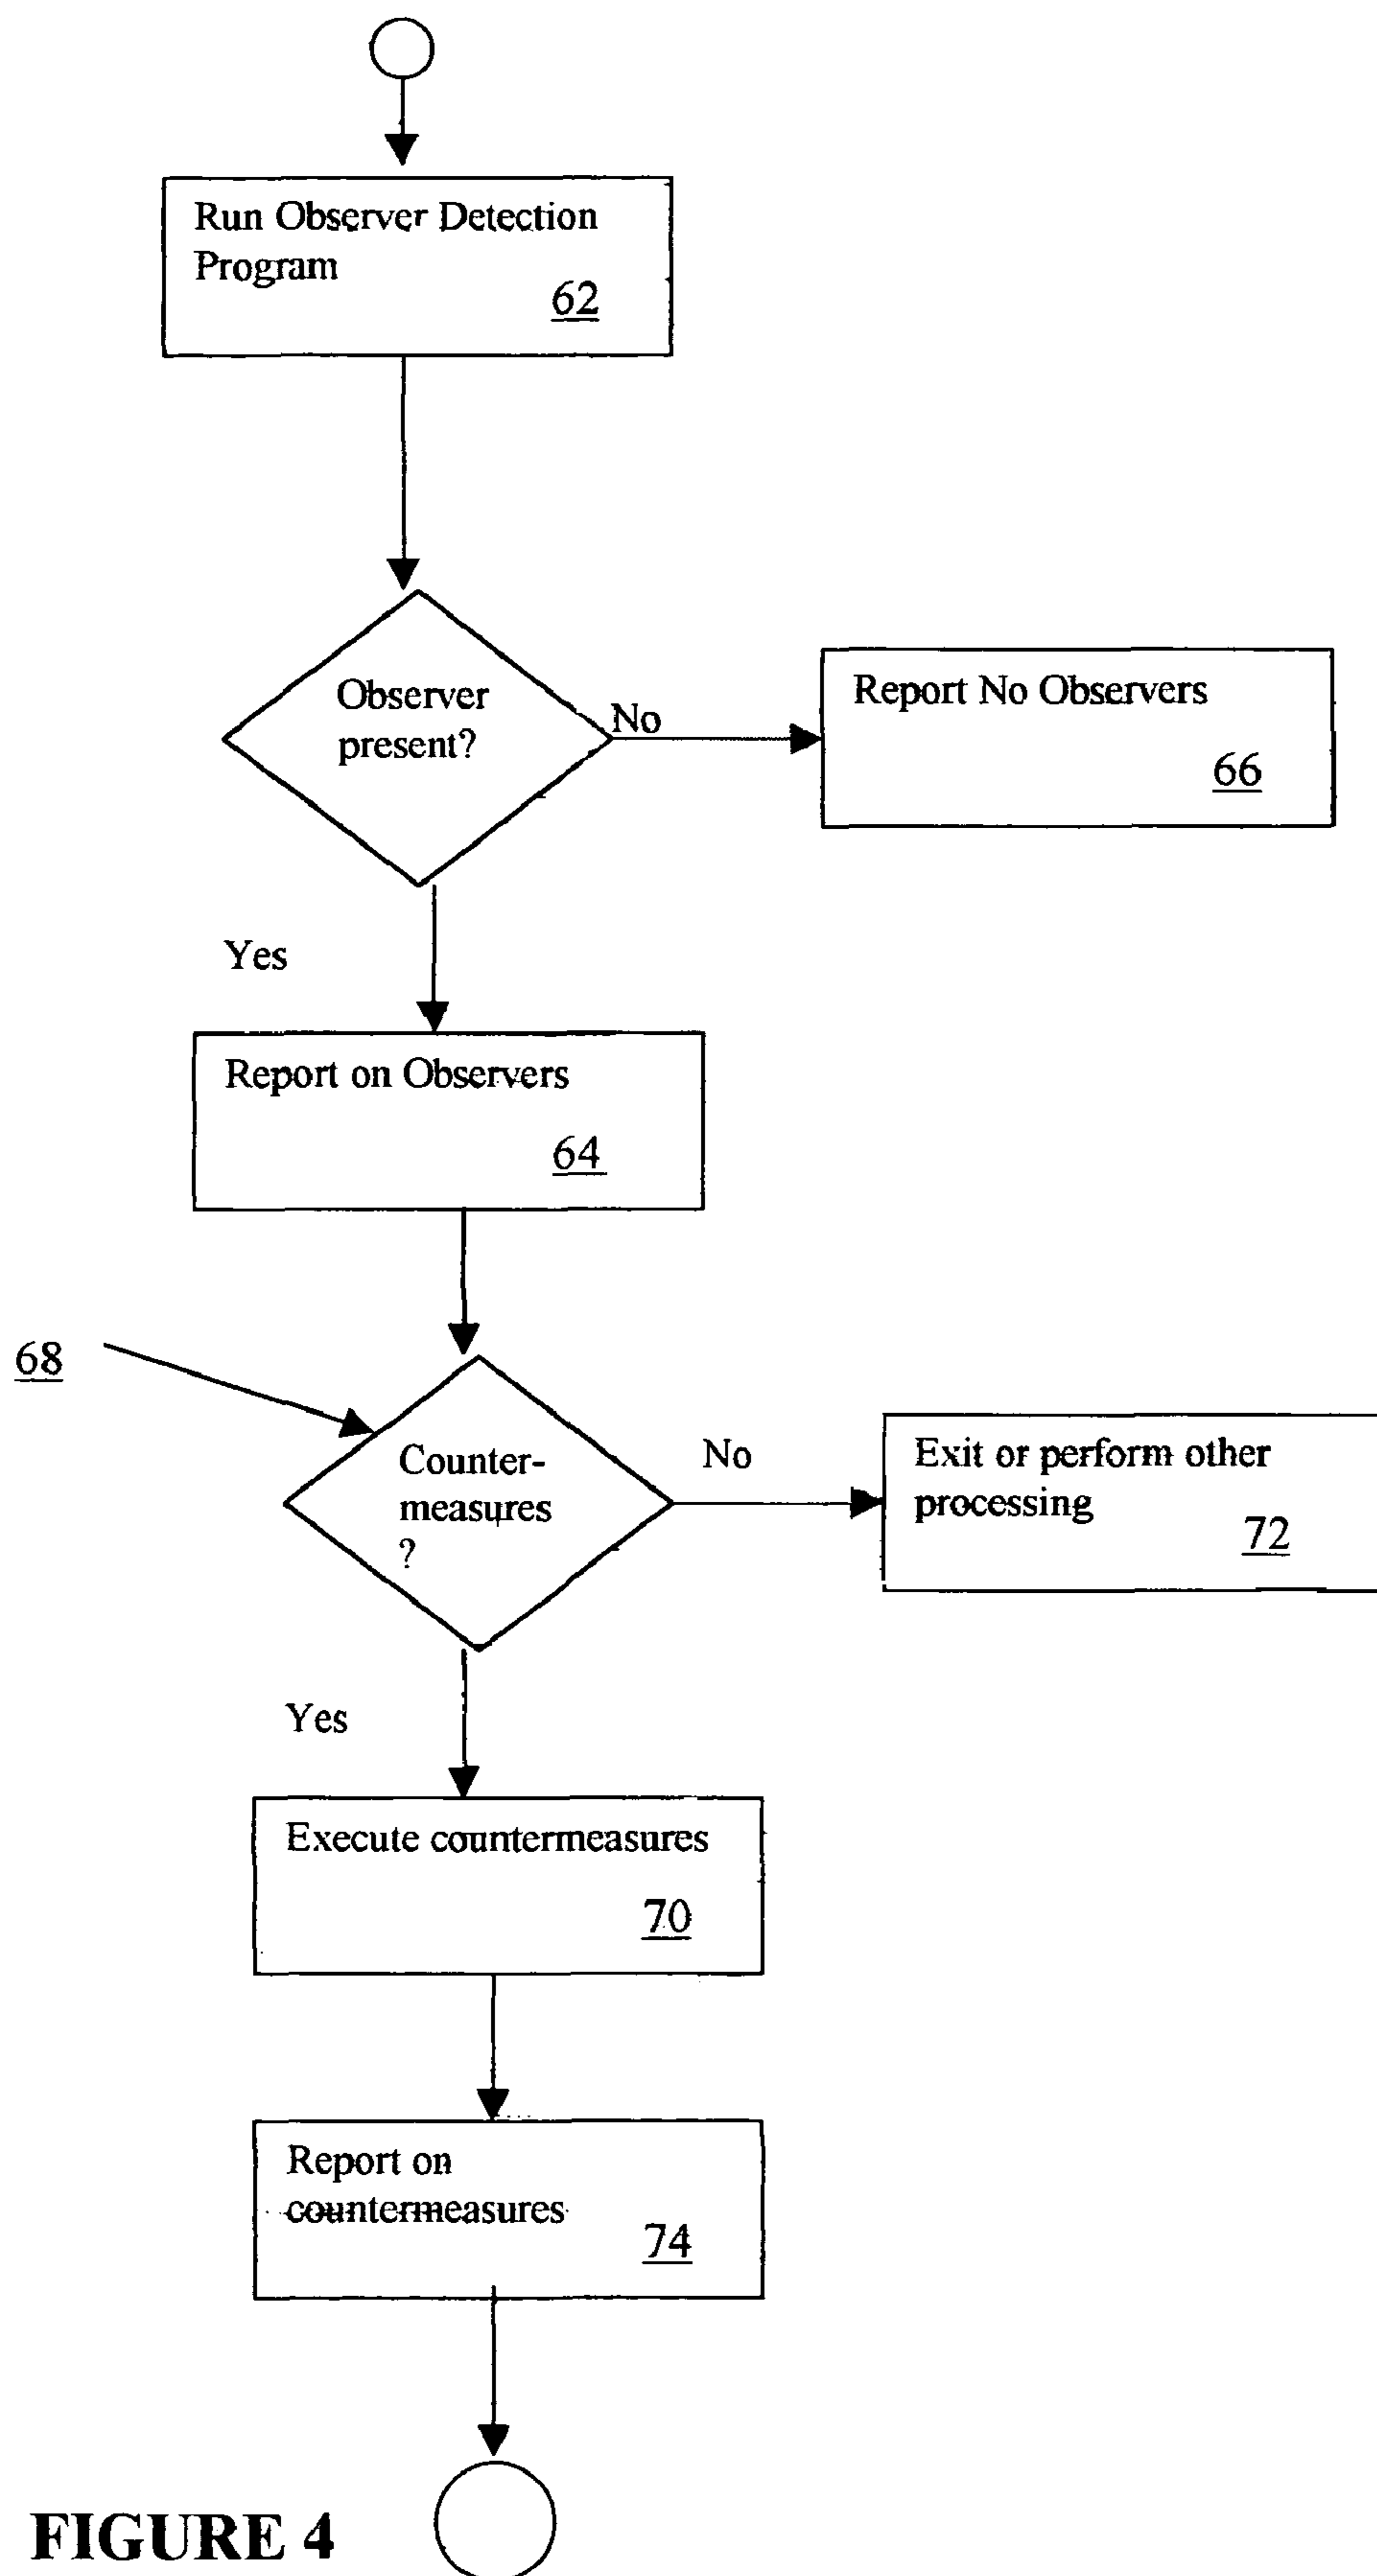 Run Observer Detection
Program
62
Observer
present?
No
Report No Observers
66
Yes
Report on Observers
64
68
Counter-
measures
?
No
Exit or perform other
processing
72
Yes
Execute countermeasures
70
Report on
countermeasures
74
FIGURE 4